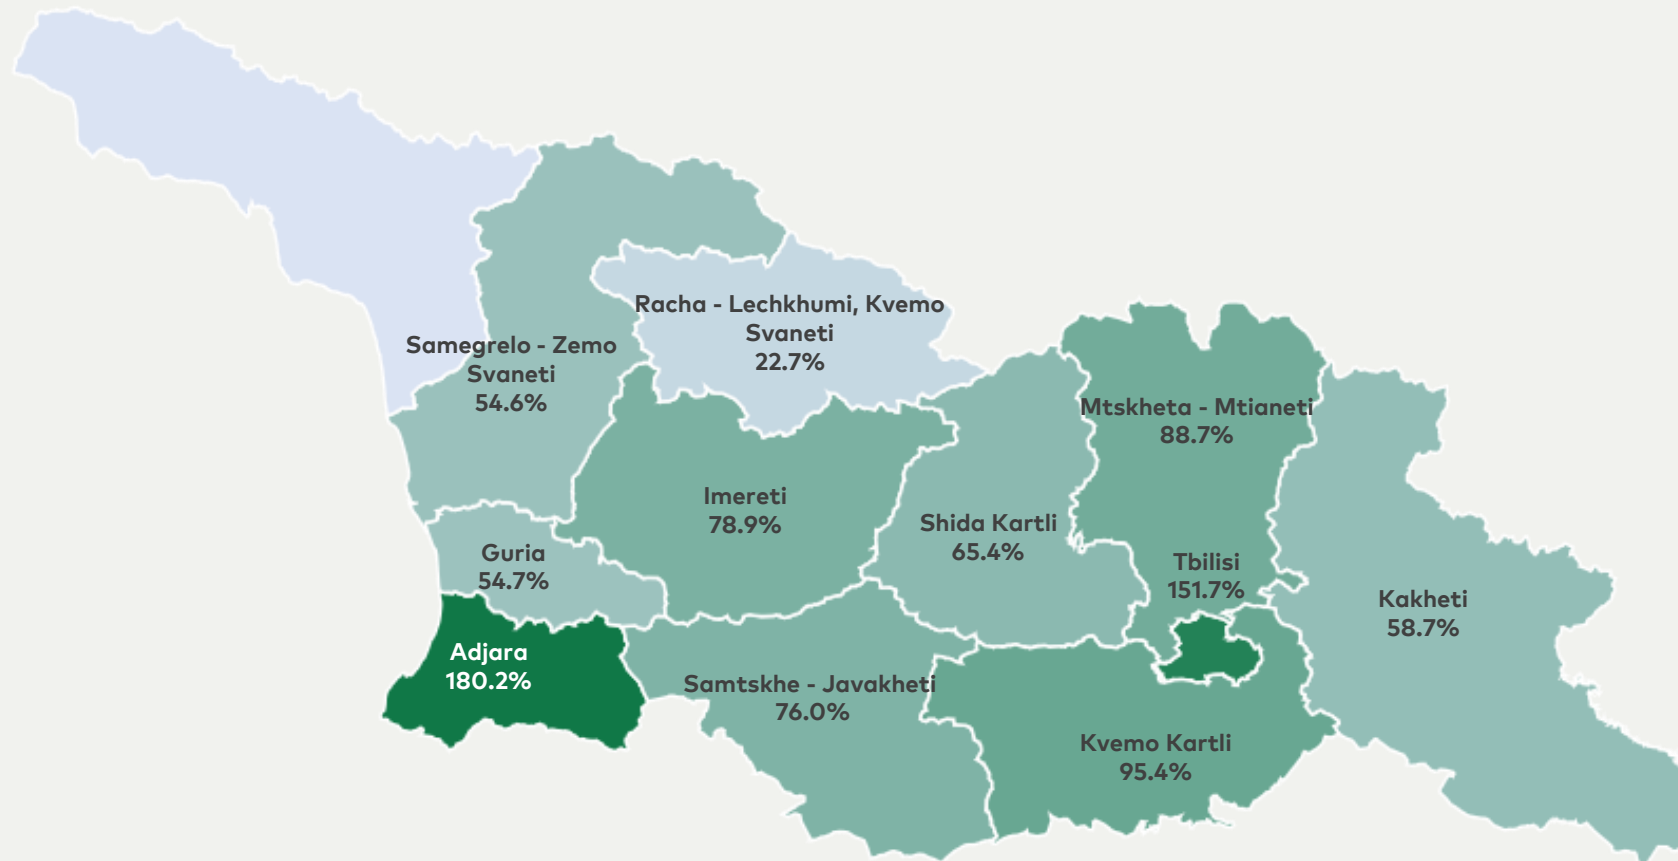 Racha - Lechkhumi, Kvemo
Svaneti
22.7%
Samegrelo - Zemo
Svaneti
54.6%
Mtskheta - Mtianeti
88.7%
Imereti
78.9%
Shida Kartli
65.4%
Guria
54.7%
Tbilisi
151.7%
Kakheti
58.7%
Adjara
180.2%
Samtskhe - Javakheti
76.0%
Kvemo Kartli
95.4%